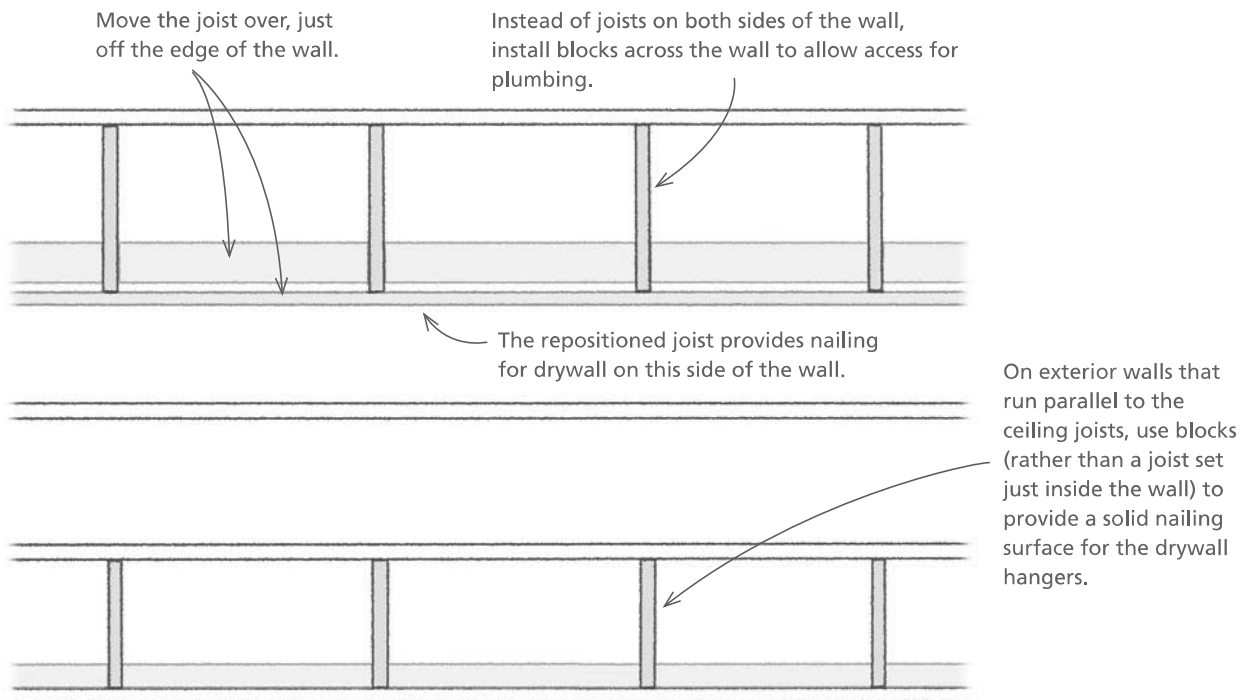 Move the joist over, just
off the edge of the wall.
Instead of joists on both sides of the wall,
install blocks across the wall to allow access for
plumbing.
The repositioned joist provides nailing
for drywall on this side of the wall.
On exterior walls that
run parallel to the
ceiling joists, use blocks
(rather than a joist set
just inside the wall) to
provide a solid nailing
surface for the drywall
hangers.